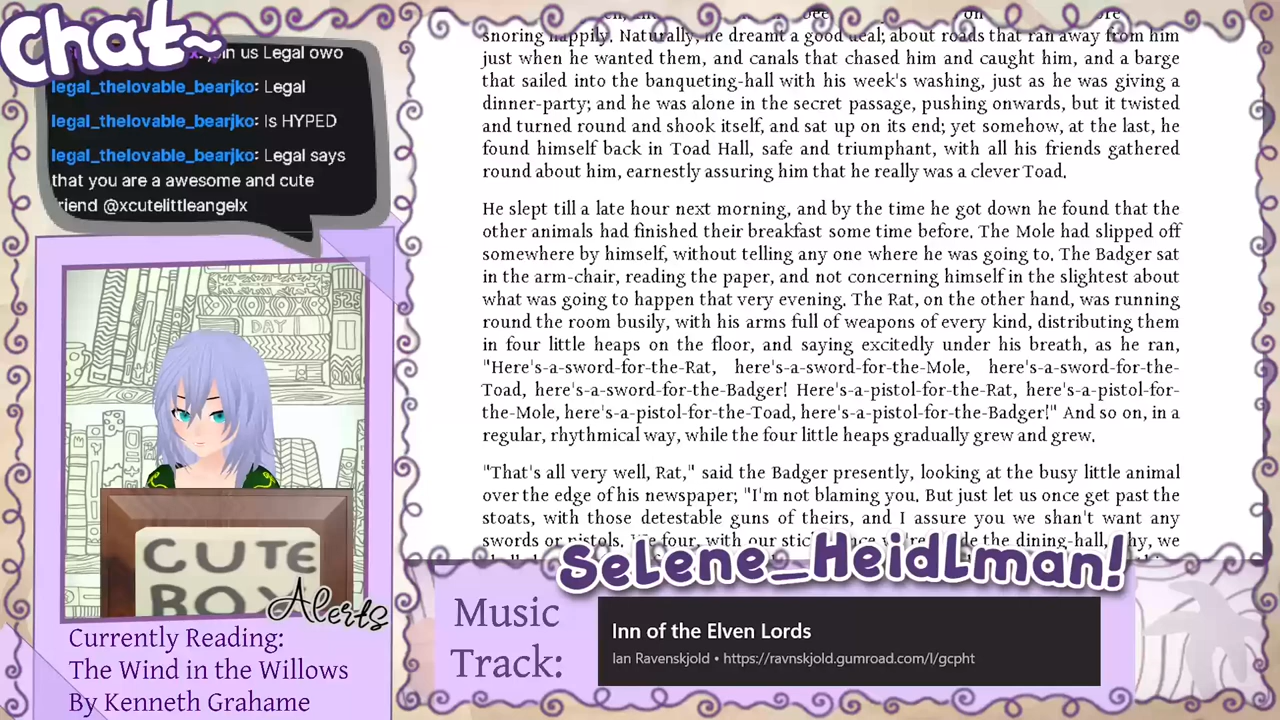 Chat~
in us Legal owo
legal_thelovable_bearjko: Legal
legal_thelovable_bearjko: Is HYPED
legal_thelovable_bearjko: Legal says
that you are a awesome and cute
friend @xcutelittleangelx
DAY
CUTE
BOX
Alerts
Currently Reading:
The Wind in the Willows
By Kenneth Grahame
snoring happily. Naturally, he dreamt a good deal; about roads that ran away from him
just when he wanted them, and canals that chased him and caught him, and a barge
that sailed into the banqueting-hall with his week's washing, just as he was giving a
dinner-party; and he was alone in the secret passage, pushing onwards, but it twisted
and turned round and shook itself, and sat up on its end; yet somehow, at the last, he
found himself back in Toad Hall, safe and triumphant, with all his friends gathered
round about him, earnestly assuring him that he really was a clever Toad.
He slept till a late hour next morning, and by the time he got down he found that the
other animals had finished their breakfast some time before. The Mole had slipped off
somewhere by himself, without telling any one where he was going to. The Badger sat
in the arm-chair, reading the paper, and not concerning himself in the slightest about
what was going to happen that very evening. The Rat, on the other hand, was running
round the room busily, with his arms full of weapons of every kind, distributing them
in four little heaps on the floor, and saying excitedly under his breath, as he ran,
"Here's-a-sword-for-the-Rat, here's-a-sword-for-the-Mole, here's-a-sword-for-the-
Toad, here's-a-sword-for-the-Badger! Here's-a-pistol-for-the-Rat, here's-a-pistol-for-
the-Mole, here's-a-pistol-for-the-Toad, here's-a-pistol-for-the-Badger!" And so on, in a
regular, rhythmical way, while the four little heaps gradually grew and grew.
"That's all very well, Rat," said the Badger presently, looking at the busy little animal
over the edge of his newspaper; "I'm not blaming you. But just let us once get past the
stoats, with those detestable guns of theirs, and I assure you we shan't want any
swords or pistols. We four, with our sticks, once we're inside the dining-hall, why, we
Selene_Heidlman!
Music
Track:
Inn of the Elven Lords
Ian Ravenskjold • https://ravnskjold.gumroad.com/l/gcpht